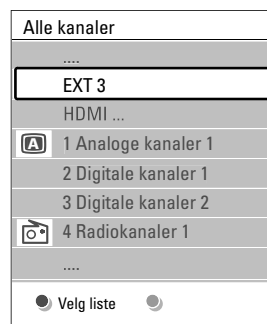 Alle kanaler
....
EXT 3
HDMI ...
A 1 Analoge kanaler 1
2 Digitale kanaler 1
3 Digitale kanaler 2
4 Radiokanaler 1
....
Velg liste